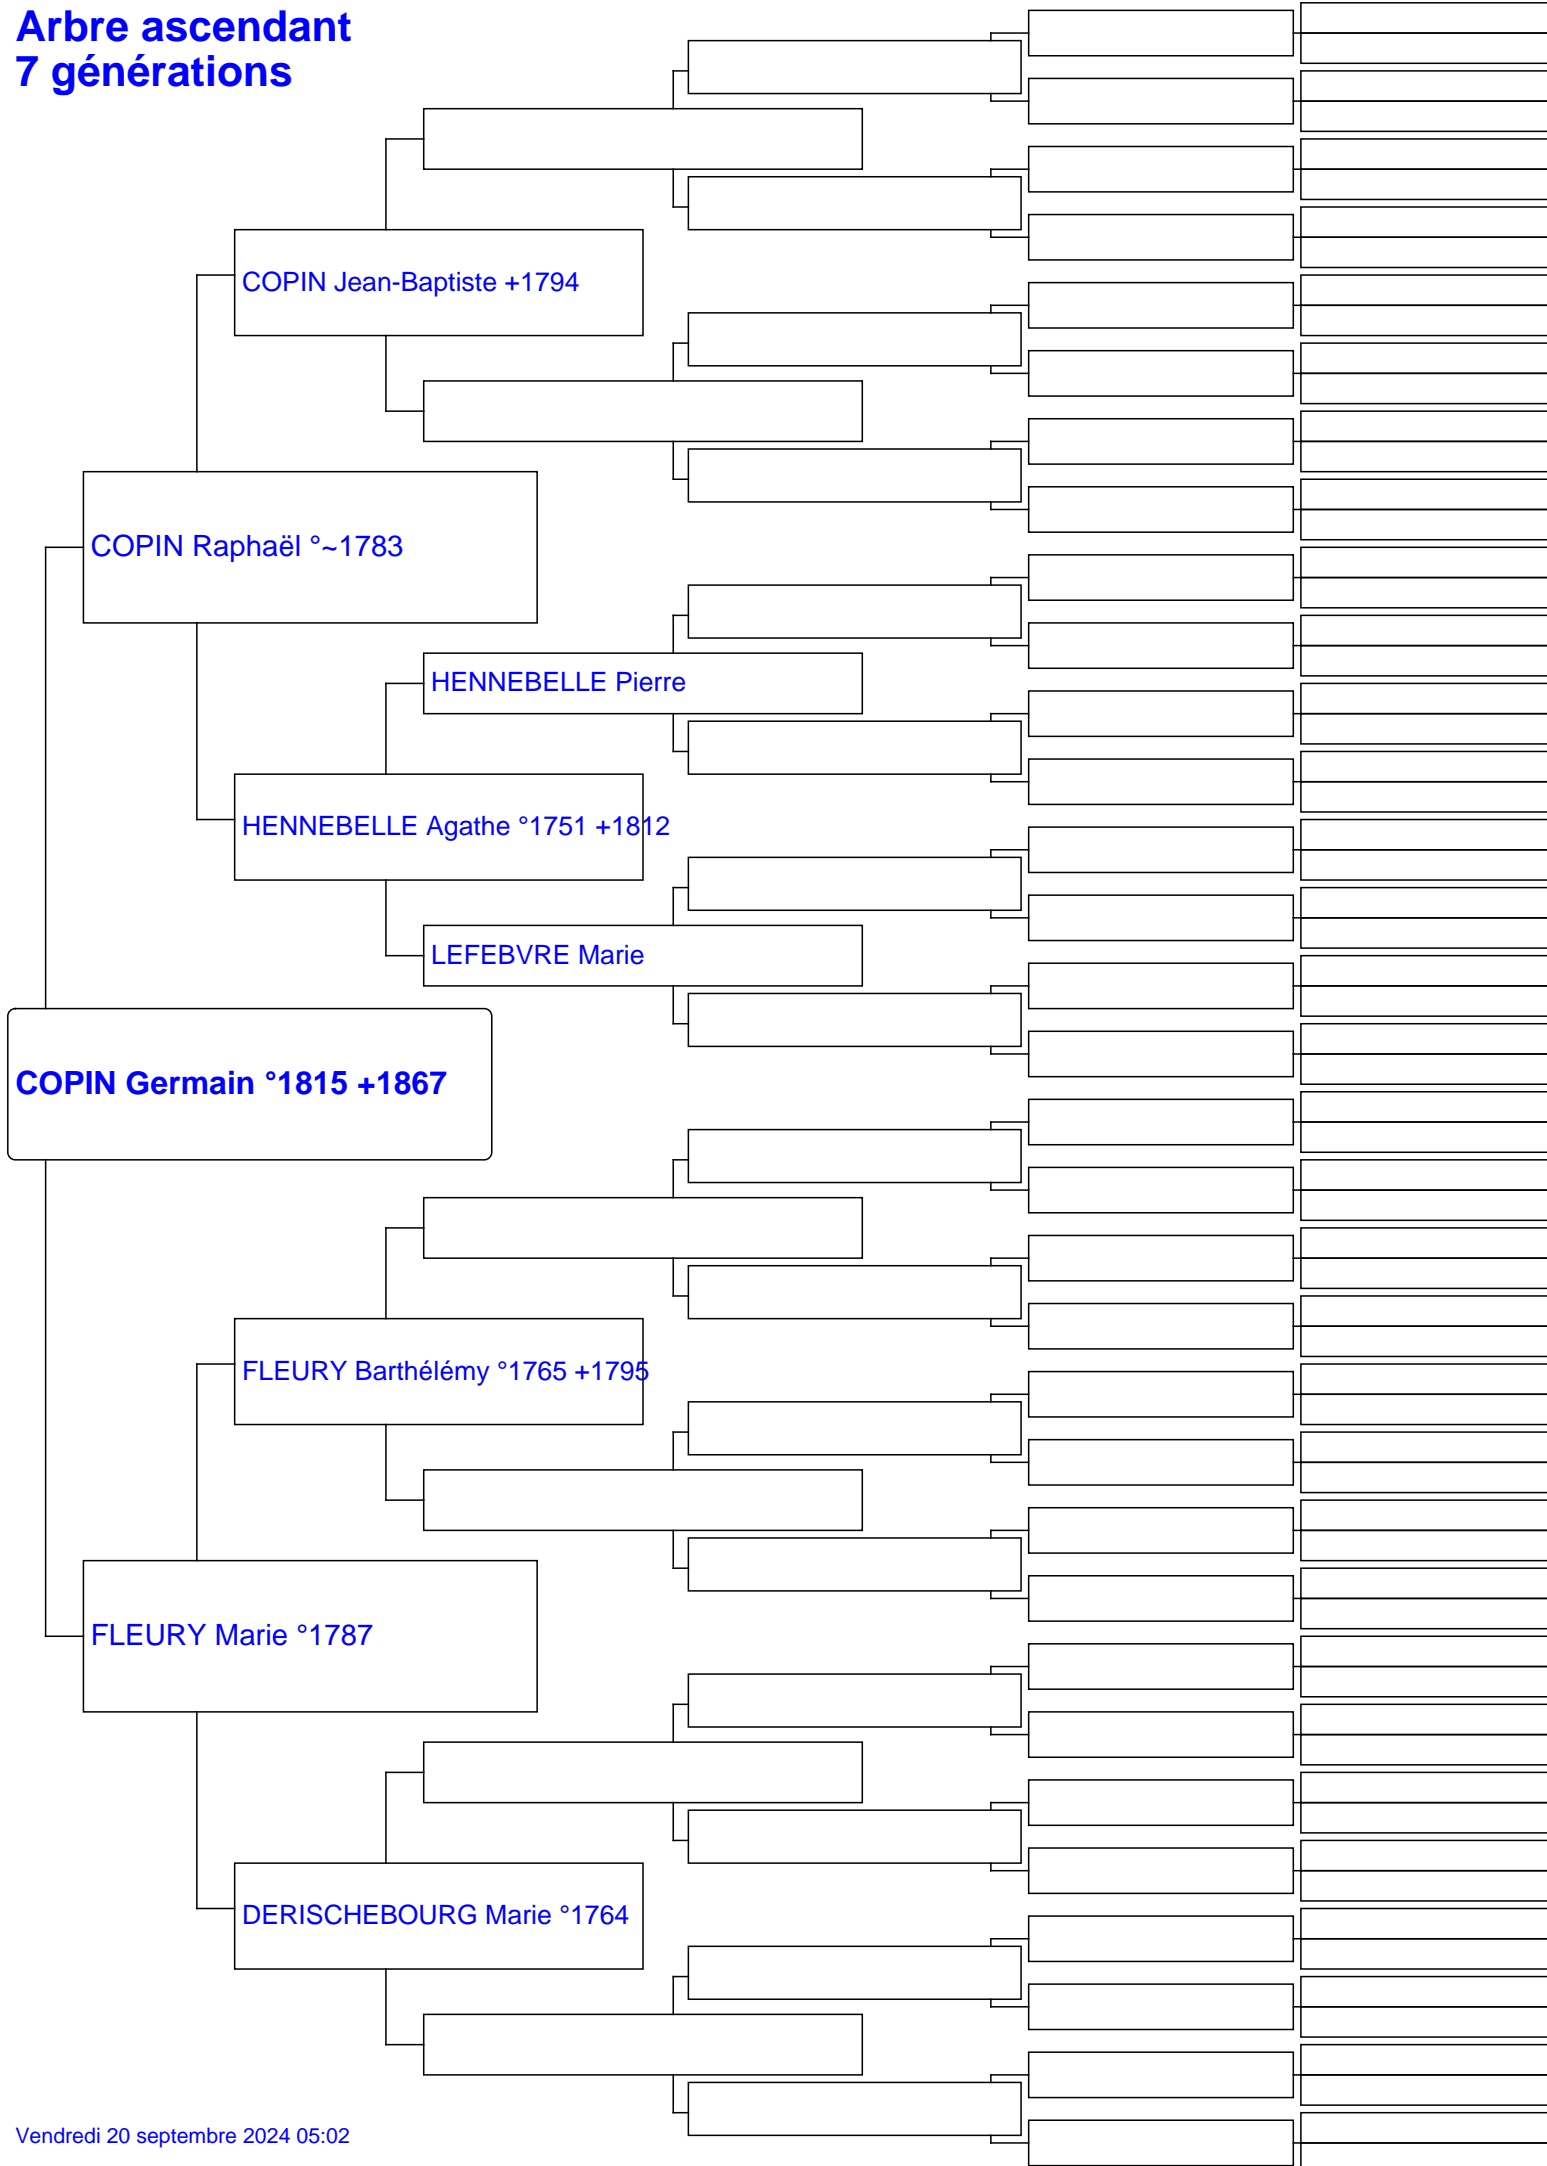 Arbre ascendant
7 générations
COPIN Jean-Baptiste +1794
COPIN Raphaël °~1783
HENNEBELLE Pierre
HENNEBELLE Agathe °1751 +1812
LEFEBVRE Marie
COPIN Germain °1815 +1867
FLEURY Barthélémy °1765 +1795
FLEURY Marie °1787
DERISCHEBOURG Marie °1764
Vendredi 20 septembre 2024 05:02